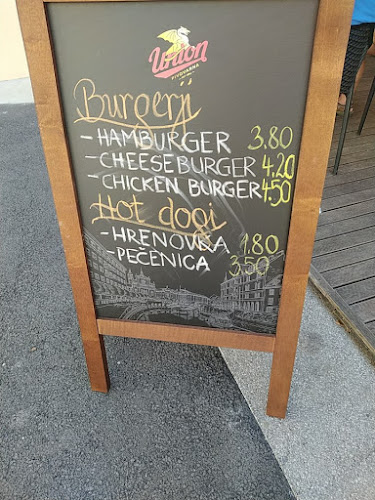 Union
PIVOVARNA
Burgerji
- HAMBURGER 3.80
- CHEESEBURGER 4.20
- CHICKEN BURGER 4.50
Hot dogi
- HRENOVKA 1.80
- PEČENICA 3.50